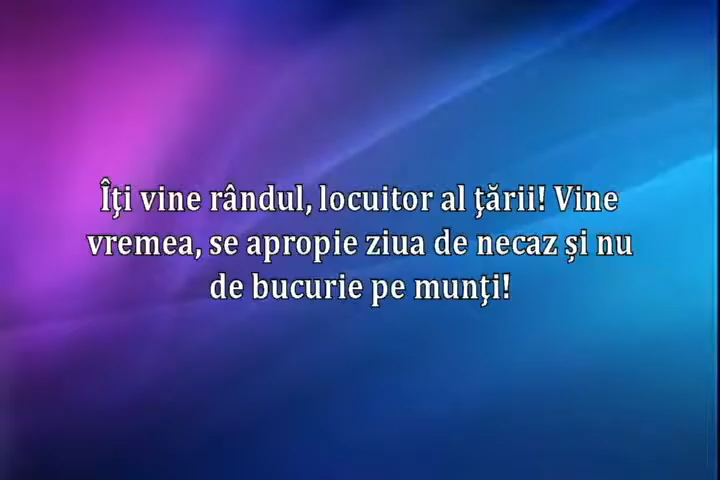 Îţi vine rândul, locuitor al ţării! Vine
vremea, se apropie ziua de necaz şi nu
de bucurie pe munţi!